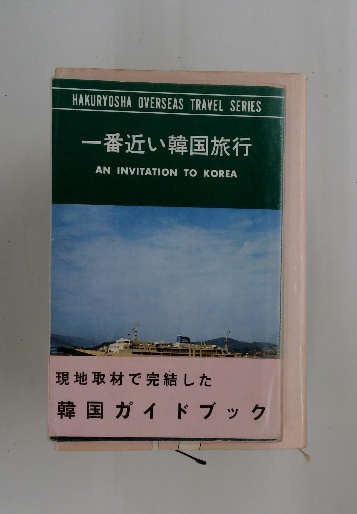 HAKURYOSHA OVERSEAS TRAVEL SERIES
一番近い韓国旅行
AN INVITATION TO KOREA
現地取材で完結した
韓国ガイドブック